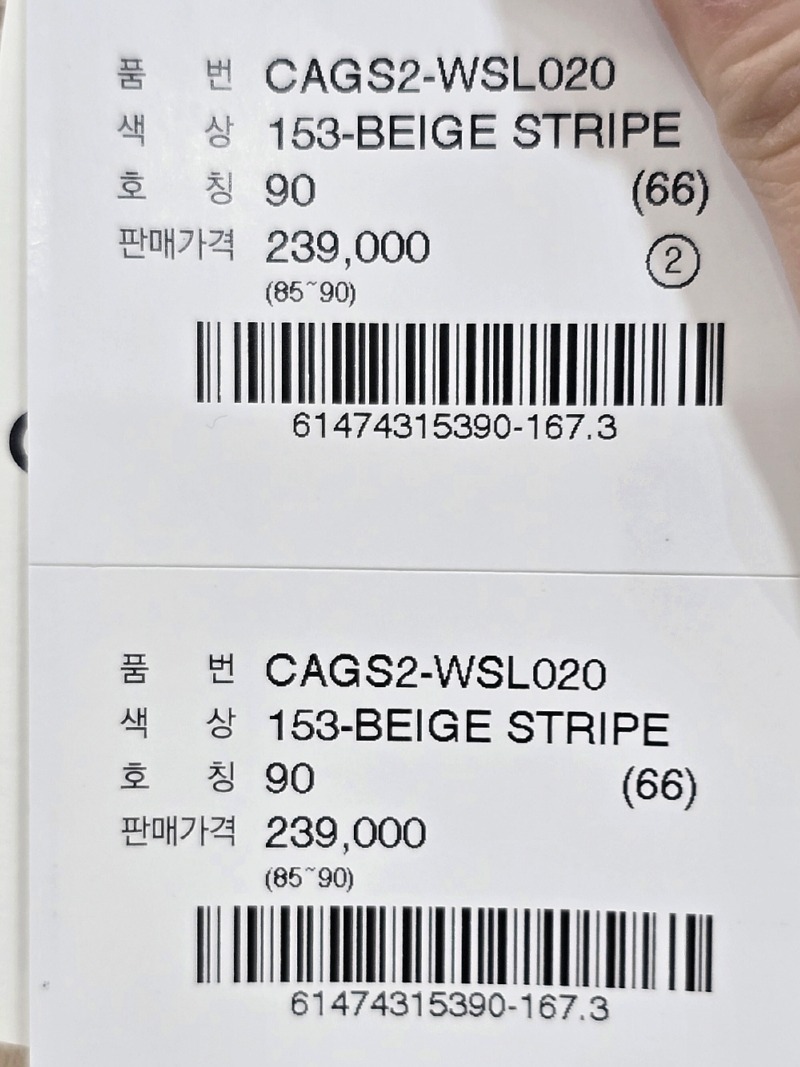 품 번 CAGS2-WSL020
색 상 153-BEIGE STRIPE
호 칭 90 (66)
판매가격 239,000 ②
(85~90)
61474315390-167.3
품 번 CAGS2-WSL020
색 상 153-BEIGE STRIPE
호 칭 90 (66)
판매가격 239,000
(85~90)
61474315390-167.3